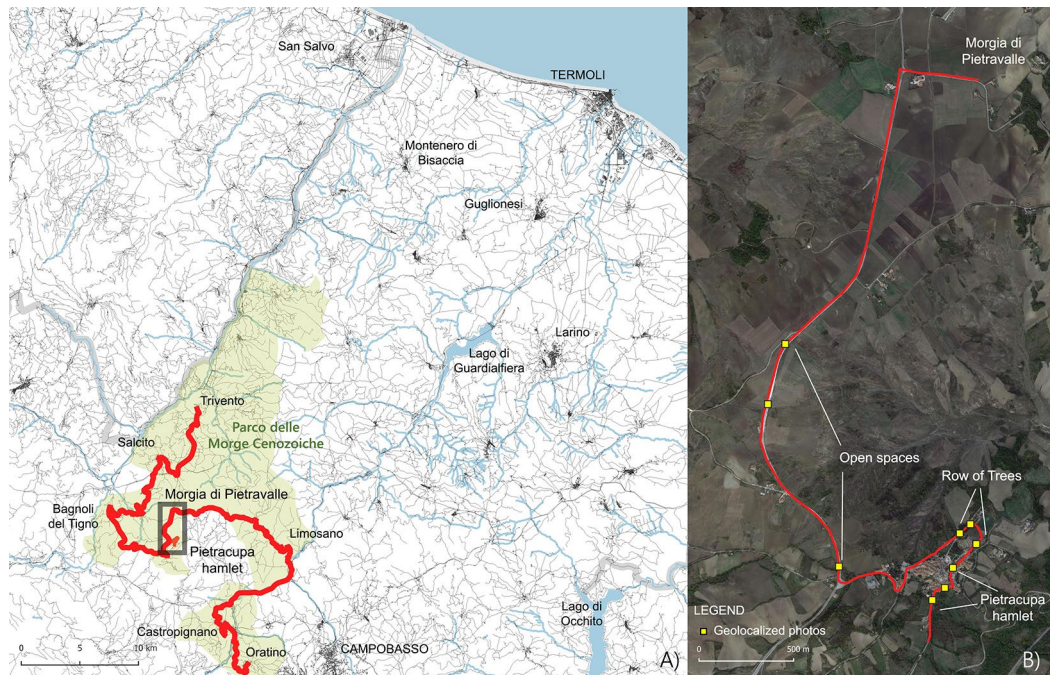 San Salvo
TERMOLI
Montenero di
Bisaccia
Guglionesi
Larino
Lago di
Guardialfiera
Trivento
Parco delle
Morge Cenozoiche
Salcito
Morgia di Pietravalle
Bagnoli
del Tigno
Limosano
Pietracupa
hamlet
Lago di
Occhito
Castropignano
Oratino
CAMPOBASSO
0 5 10 km
A)
Morgia di
Pietravalle
Open spaces
Row of Trees
Pietracupa
hamlet
LEGEND
Geolocalized photos
0 500 m
B)